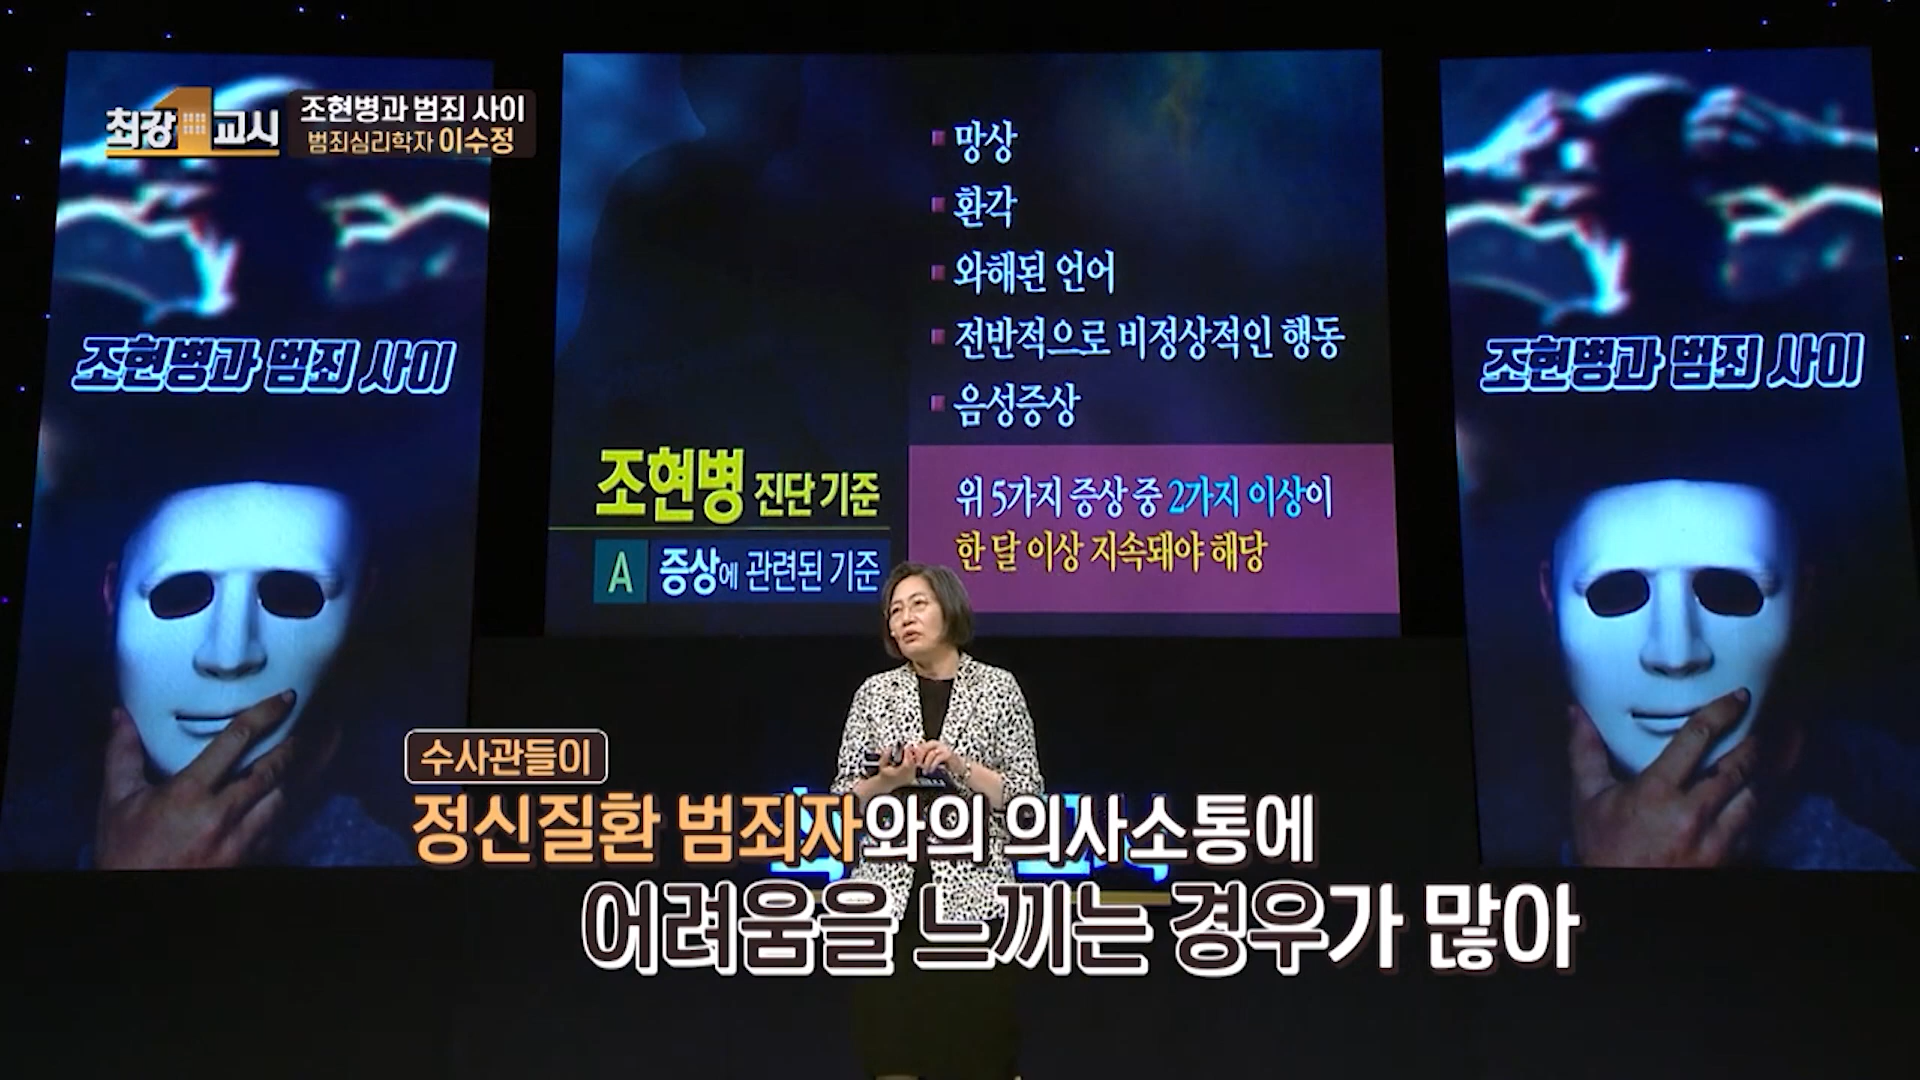 최강1교시
조현병과 범죄 사이
범죄심리학자 이수정
조현병과 범죄 사이
망상
환각
와해된 언어
전반적으로 비정상적인 행동
음성증상
조현병 진단 기준
A 증상에 관련된 기준
위 5가지 증상 중 2가지 이상이
한 달 이상 지속돼야 해당
조현병과 범죄 사이
수사관들이
정신질환 범죄자와의 의사소통에
어려움을 느끼는 경우가 많아